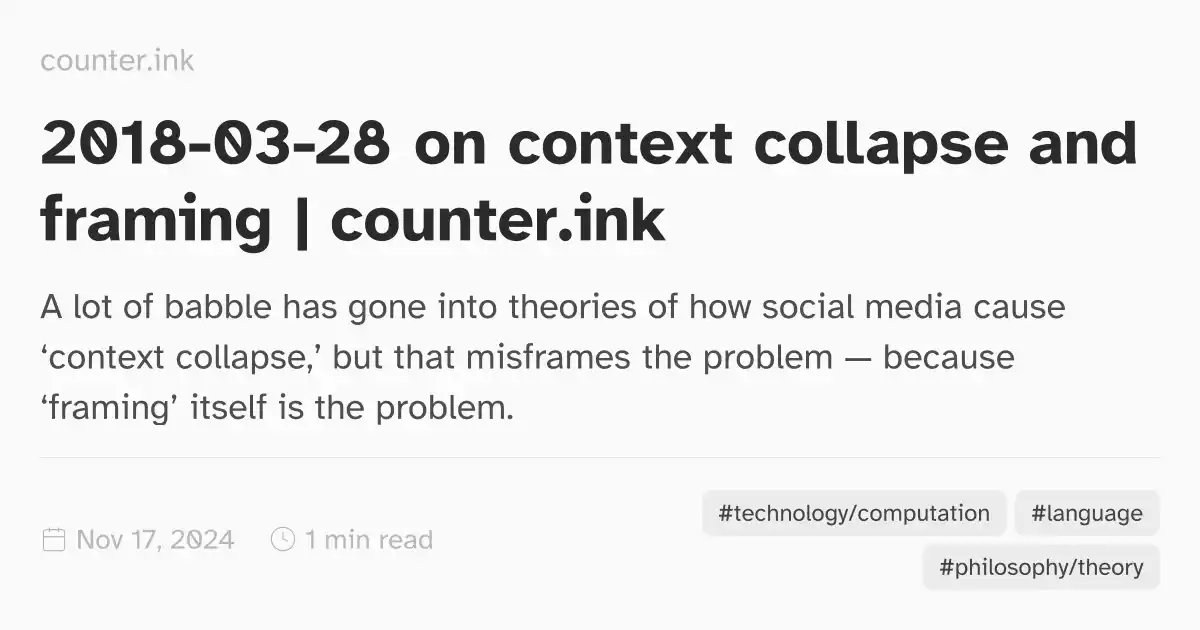 counter.ink
2018-03-28 on context collapse and
framing | counter.ink
A lot of babble has gone into theories of how social media cause
‘context collapse,’ but that misframes the problem — because
‘framing’ itself is the problem.
Nov 17, 2024 1 min read
#technology/computation #language
#philosophy/theory